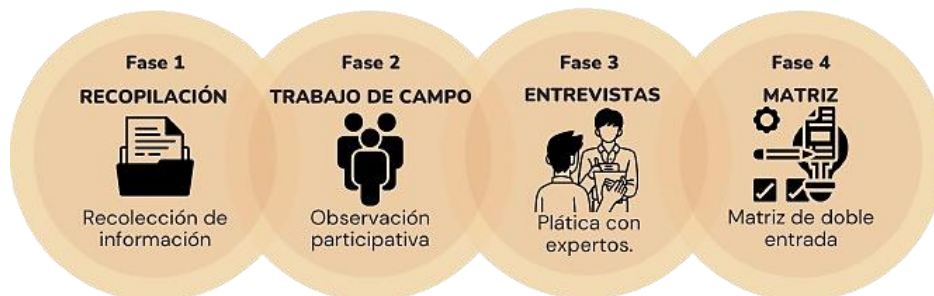 Fase 1
RECOPILACIÓN
Recolección de
información
Fase 2
TRABAJO DE CAMPO
Observación
participativa
Fase 3
ENTREVISTAS
Plática con
expertos.
Fase 4
MATRIZ
Matriz de doble
entrada